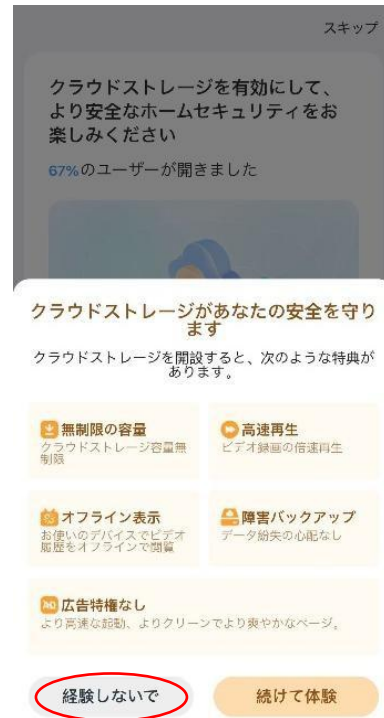 スキップ
クラウドストレージを有効にして、
より安全なホームセキュリティをお
楽しみください
67%のユーザーが開きました
クラウドストレージがあなたの安全を守り
ます
クラウドストレージを開設すると、次のような特典が
あります。
無制限の容量
クラウドストレージ容量無
制限
高速再生
ビデオ録画の倍速再生
オフライン表示
お使いのデバイスでビデオ
履歴をオフラインで閲覧
障害バックアップ
データ紛失の心配なし
AD 広告特権なし
より高速な起動、よりクリーンでより爽やかなページ。
経験しないで
続けて体験